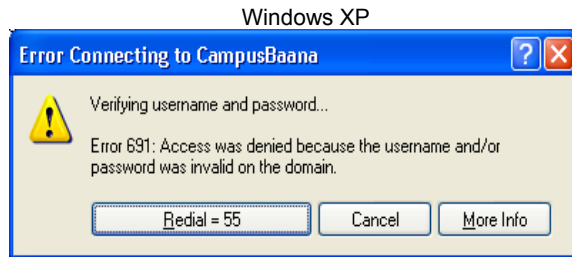 Windows XP
Error Connecting to CampusBaana
Verifying username and password...
Error 691: Access was denied because the username and/or
password was invalid on the domain.
Redial = 55
Cancel
More Info